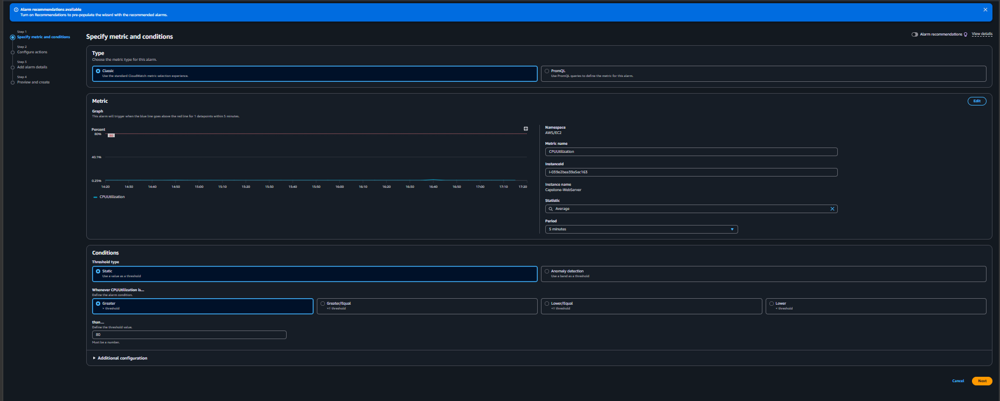 Alarm recommendations available
Turn on Recommendations to pre-populate the wizard with the recommended alarms.
Step 1
Specify metric and conditions
Step 2
Configure actions
Step 3
Add alarm details
Step 4
Preview and create
Specify metric and conditions
Alarm recommendations
View details
Type
Choose the metric type for this alarm.
Classic
Use the standard CloudWatch metric selection experience.
PromQL
Use PromQL queries to define the metric for this alarm.
Metric
Edit
Graph
This alarm will trigger when the blue line goes above the red line for 1 datapoints within 5 minutes.
Percent
80%
80
40.1%
0.25%
14:20 14:30 14:40 14:50 15:00 15:10 15:20 15:30 15:40 15:50 16:00 16:10 16:20 16:30 16:40 16:50 17:00 17:10 17:20
CPUUtilization
Namespace
AWS/EC2
Metric name
CPUUtilization
InstanceId
i-039e2bea39a5ec163
Instance name
Capstone-WebServer
Statistic
Average
Period
5 minutes
Conditions
Threshold type
Static
Use a value as a threshold
Anomaly detection
Use a band as a threshold
Whenever CPUUtilization is...
Define the alarm condition.
Greater
> threshold
Greater/Equal
>= threshold
Lower/Equal
<= threshold
Lower
< threshold
than...
Define the threshold value.
80
Must be a number.
Additional configuration
Cancel
Next